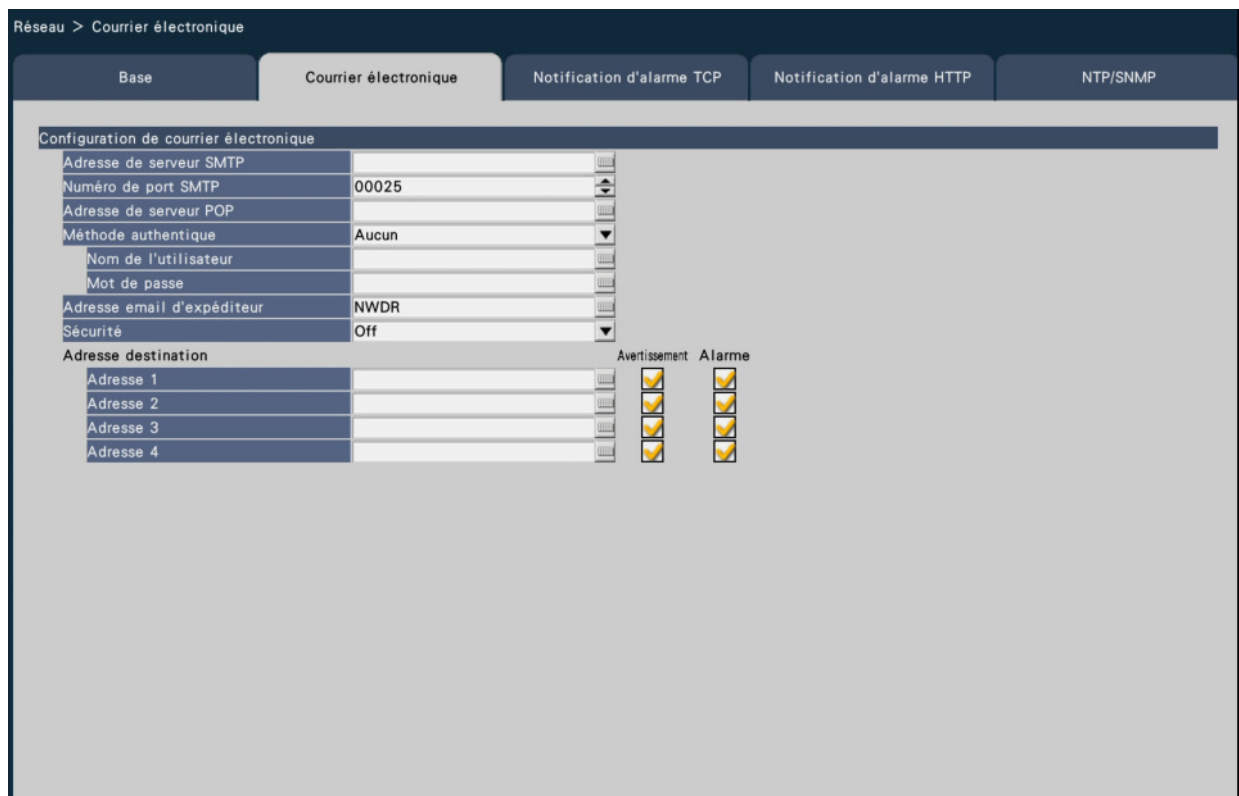 Réseau > Courrier électronique
Base Courrier électronique Notification d'alarme TCP Notification d'alarme HTTP NTP/SNMP
Configuration de courrier électronique
Adresse de serveur SMTP
Numéro de port SMTP 00025
Adresse de serveur POP
Méthode authentique Aucun
Nom de l'utilisateur
Mot de passe
Adresse email d'expéditeur NWDR
Sécurité Off
Adresse destination Avertissement Alarme
Adresse 1
Adresse 2
Adresse 3
Adresse 4